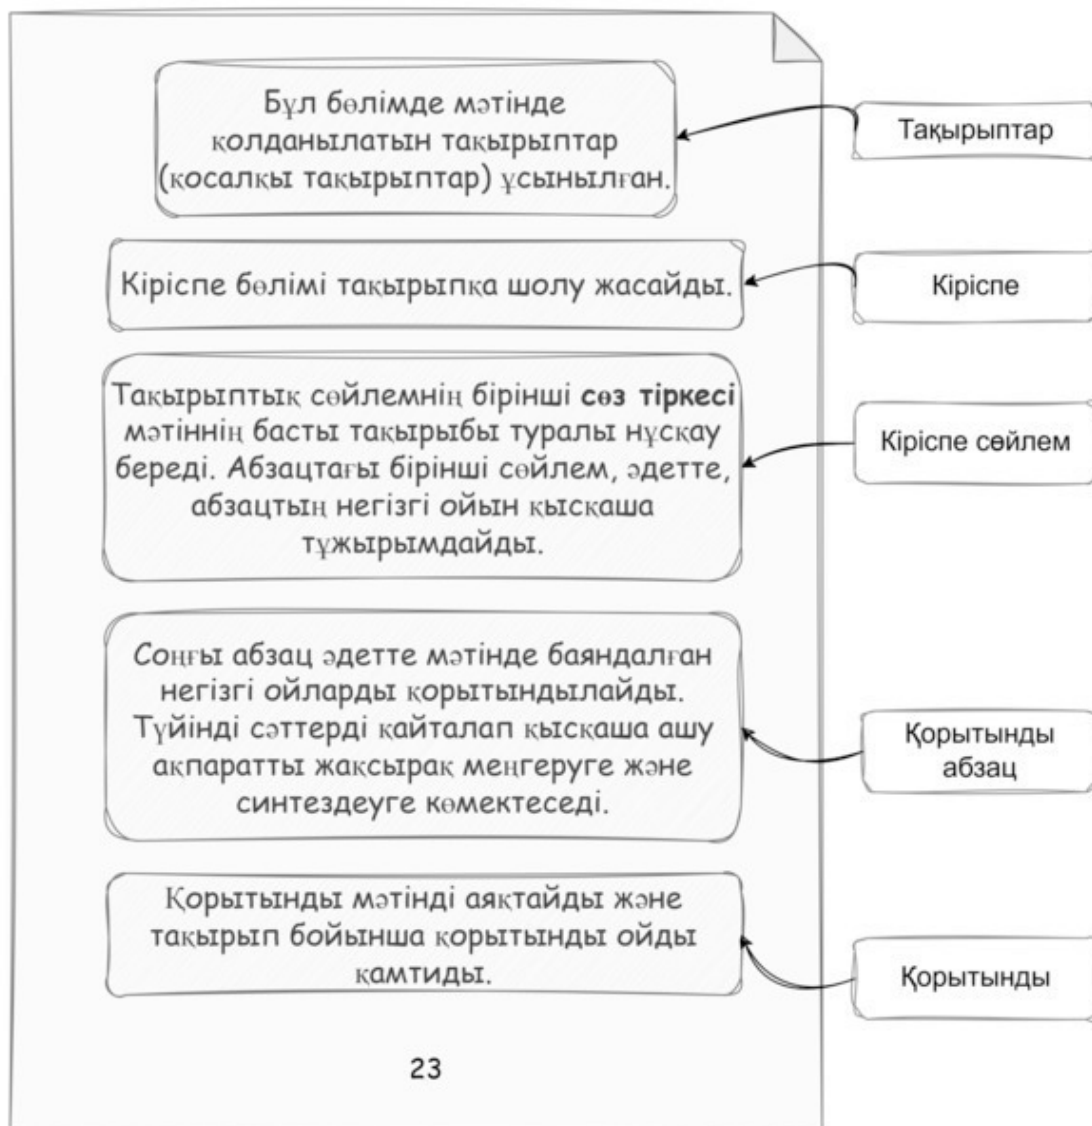 Бұл бөлімде мәтінде
қолданылатын тақырыптар
(қосалқы тақырыптар) ұсынылған.
Тақырыптар
Кіріспе бөлімі тақырыпқа шолу жасайды.
Кіріспе
Тақырыптық сөйлемнің бірінші сөз тіркесі
мәтіннің басты тақырыбы туралы нұсқау
береді. Абзацтағы бірінші сөйлем, әдетте,
абзацтың негізгі ойын қысқаша
тұжырымдайды.
Кіріспе сөйлем
Соңғы абзац әдетте мәтінде баяндалған
негізгі ойларды қорытындылайды.
Түйінді сәттерді қайталап қысқаша ашу
ақпаратты жақсырақ меңгеруге және
синтездеуге көмектеседі.
Қорытынды
абзац
Қорытынды мәтінді аяқтайды және
тақырып бойынша қорытынды ойды
қамтиды.
Қорытынды
23